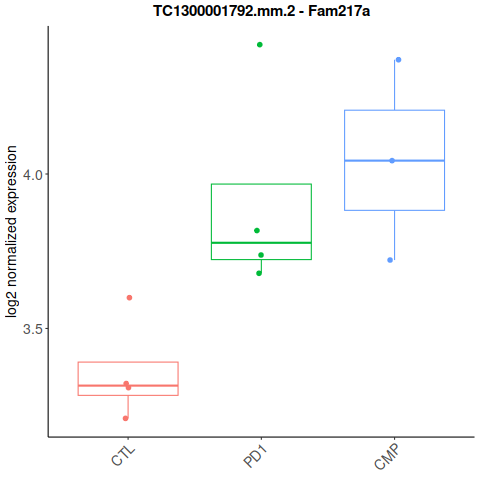 TC1300001792.mm.2 - Fam217a
log2 normalized expression
4.0
3.5
CTL
PD1
CMP